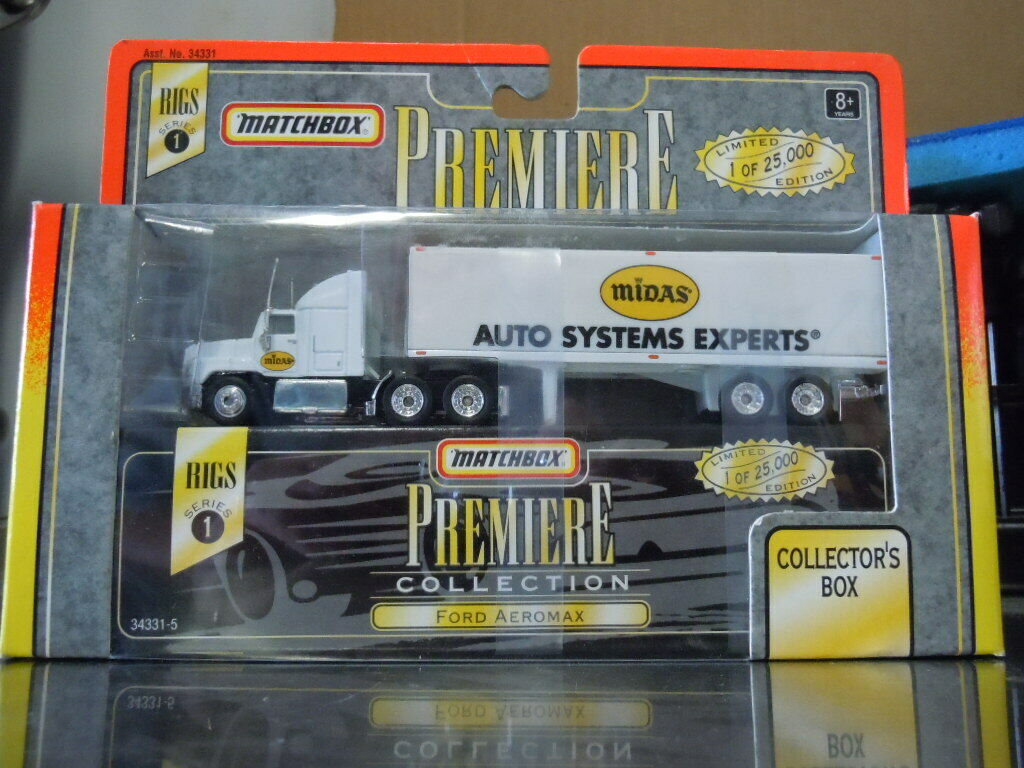 Asst. No. 34331
RIGS
SERIES
1
MATCHBOX®
PREMIERE
8+
YEARS
LIMITED
1 OF 25,000
EDITION
MIDAS®
AUTO SYSTEMS EXPERTS®
MIDAS®
RIGS
SERIES
1
MATCHBOX®
PREMIERE
COLLECTION
FORD AEROMAX
LIMITED
1 OF 25,000
EDITION
COLLECTOR'S
BOX
34331-5